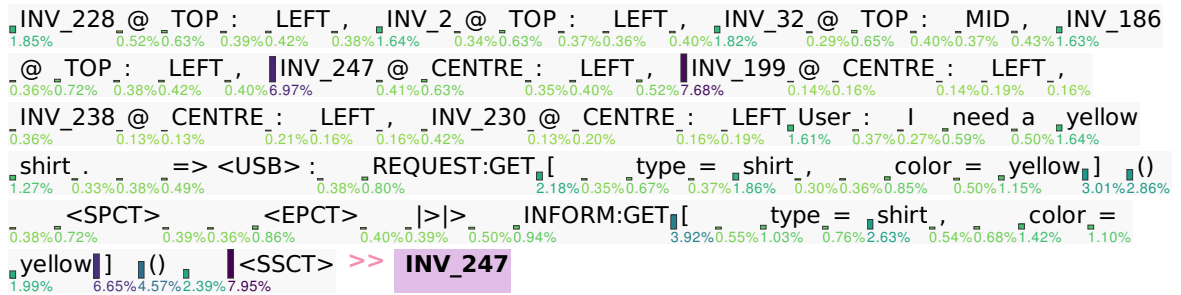 INV_228 @ TOP : LEFT , INV_2 @ TOP : LEFT , INV_32 @ TOP : MID , INV_186
1.85% 0.52% 0.63% 0.39% 0.42% 0.38% 1.64% 0.34% 0.63% 0.37% 0.36% 0.40% 1.82% 0.29% 0.65% 0.40% 0.37% 0.43% 1.63%
@ TOP : LEFT , INV_247 @ CENTRE : LEFT , INV_199 @ CENTRE : LEFT ,
0.36% 0.72% 0.38% 0.42% 0.40% 6.97% 0.41% 0.63% 0.35% 0.40% 0.52% 7.68% 0.14% 0.16% 0.14% 0.19% 0.16%
INV_238 @ CENTRE : LEFT , INV_230 @ CENTRE : LEFT User : I need a yellow
0.36% 0.13% 0.13% 0.21% 0.16% 0.16% 0.42% 0.13% 0.20% 0.16% 0.19% 1.61% 0.37% 0.27% 0.59% 0.50% 1.64%
shirt . => <USB> : REQUEST:GET [ type = shirt , color = yellow ] ()
1.27% 0.33% 0.38% 0.49% 0.38% 0.80% 2.18% 0.35% 0.67% 0.37% 1.86% 0.30% 0.36% 0.85% 0.50% 1.15% 3.01% 2.86%
<SPCT> <EPCT> |>|> INFORM:GET [ type = shirt , color =
0.38% 0.72% 0.39% 0.36% 0.86% 0.40% 0.39% 0.50% 0.94% 3.92% 0.55% 1.03% 0.76% 2.63% 0.54% 0.68% 1.42% 1.10%
yellow ] () <SSCT> >> INV_247
1.99% 6.65% 4.57% 2.39% 7.95%